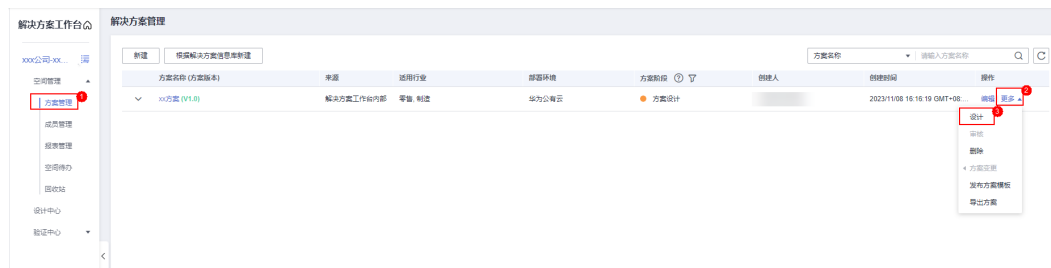 解决方案工作台
解决方案管理
xxx公司-xx...
空间管理
方案管理
1
成员管理
报表管理
空间待办
回收站
设计中心
验证中心
新建
根据解决方案信息库新建
方案名称
请输入方案名称
方案名称 (方案版本)
来源
适用行业
部署环境
方案阶段
创建人
创建时间
操作
xx方案 (V1.0)
解决方案工作台内部
零售, 制造
华为公有云
方案设计
2023/11/08 16:16:19 GMT+08:...
编辑
更多
2
设计
3
审核
删除
方案变更
发布方案模板
导出方案